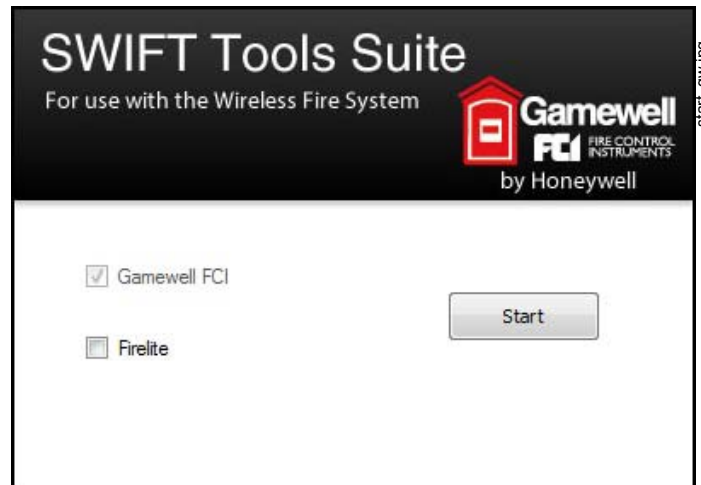 SWIFT Tools Suite
For use with the Wireless Fire System
Gamewell
FCI FIRE CONTROL
INSTRUMENTS
by Honeywell
Gamewell FCI
Start
Firelite